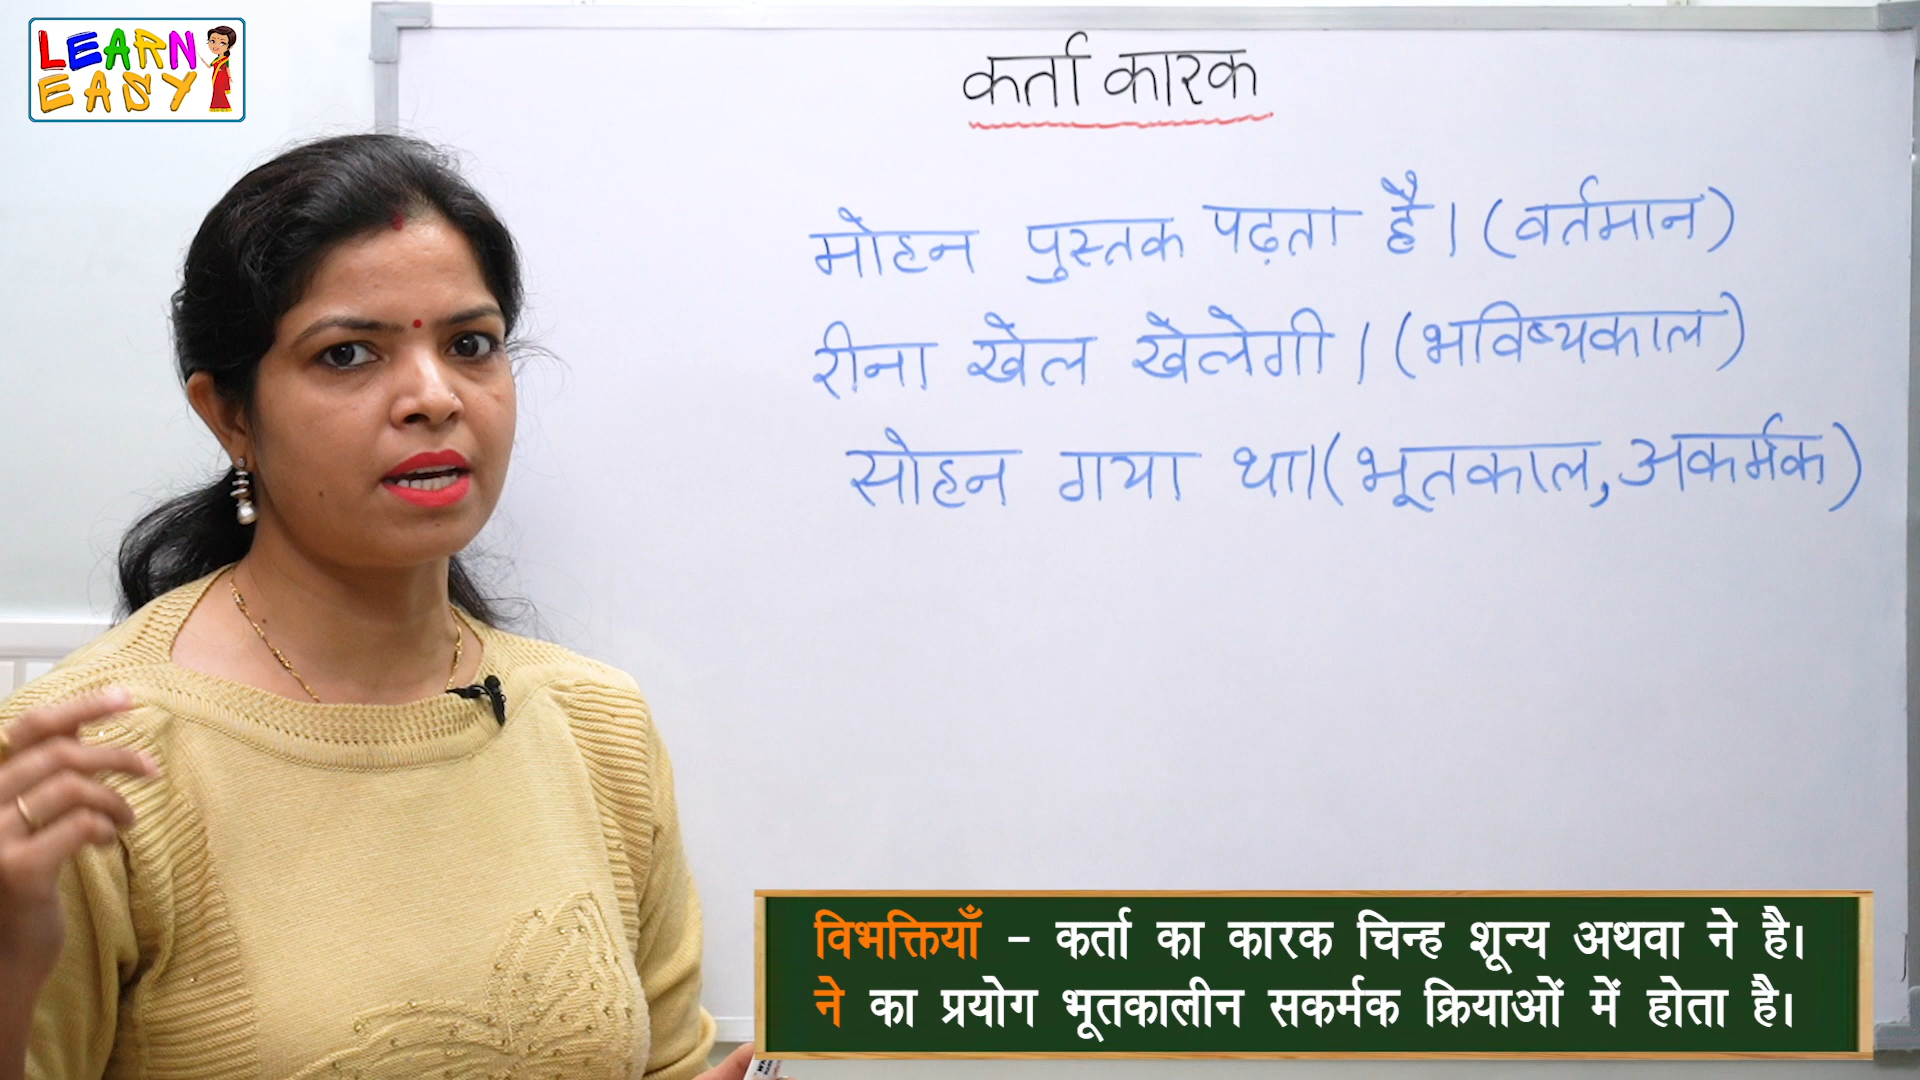 LEARN
EASY
कर्ता कारक
मोहन पुस्तक पढ़ता है। (वर्तमान)
रीना खेल खेलेगी। (भविष्यकाल)
सोहन गया था। (भूतकाल, अकर्मक)
विभक्तियाँ - कर्ता का कारक चिन्ह शून्य अथवा ने है।
ने का प्रयोग भूतकालीन सकर्मक क्रियाओं में होता है।